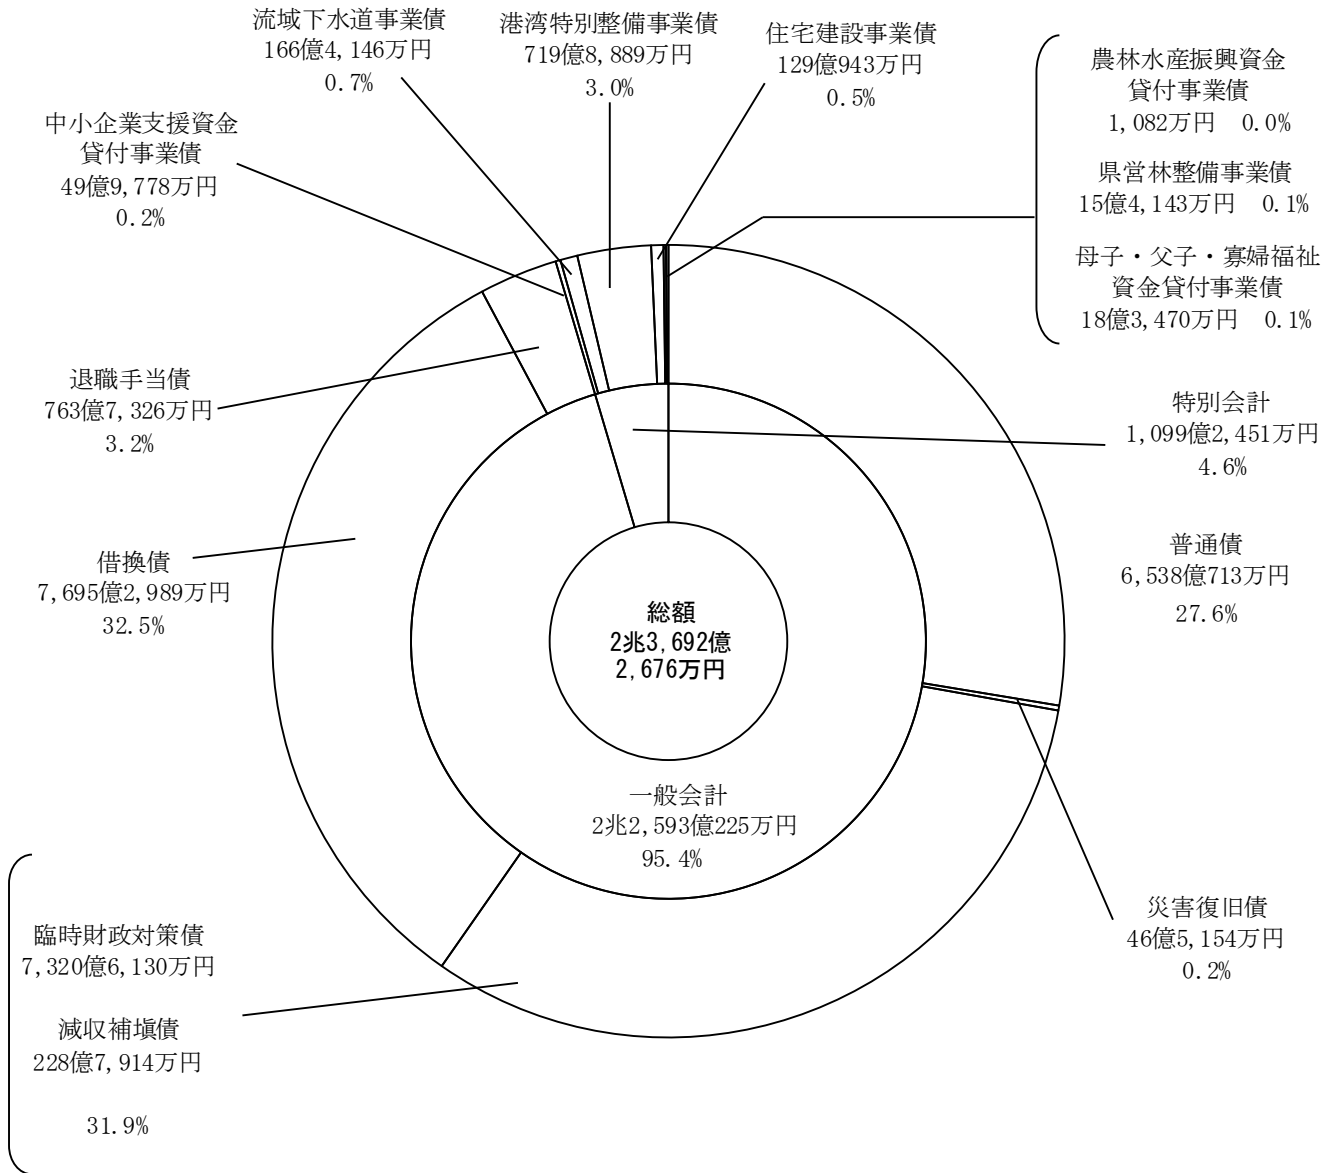 流域下水道事業債
166億4,146万円
0.7%
港湾特別整備事業債
719億8,889万円
3.0%
住宅建設事業債
129億943万円
0.5%
農林水産振興資金
貸付事業債
1,082万円 0.0%
県営林整備事業債
15億4,143万円 0.1%
母子・父子・寡婦福祉
資金貸付事業債
18億3,470万円 0.1%
中小企業支援資金
貸付事業債
49億9,778万円
0.2%
退職手当債
763億7,326万円
3.2%
特別会計
1,099億2,451万円
4.6%
借換債
7,695億2,989万円
32.5%
普通債
6,538億713万円
27.6%
総額
2兆3,692億
2,676万円
一般会計
2兆2,593億225万円
95.4%
災害復旧債
46億5,154万円
0.2%
臨時財政対策債
7,320億6,130万円
減収補塡債
228億7,914万円
31.9%